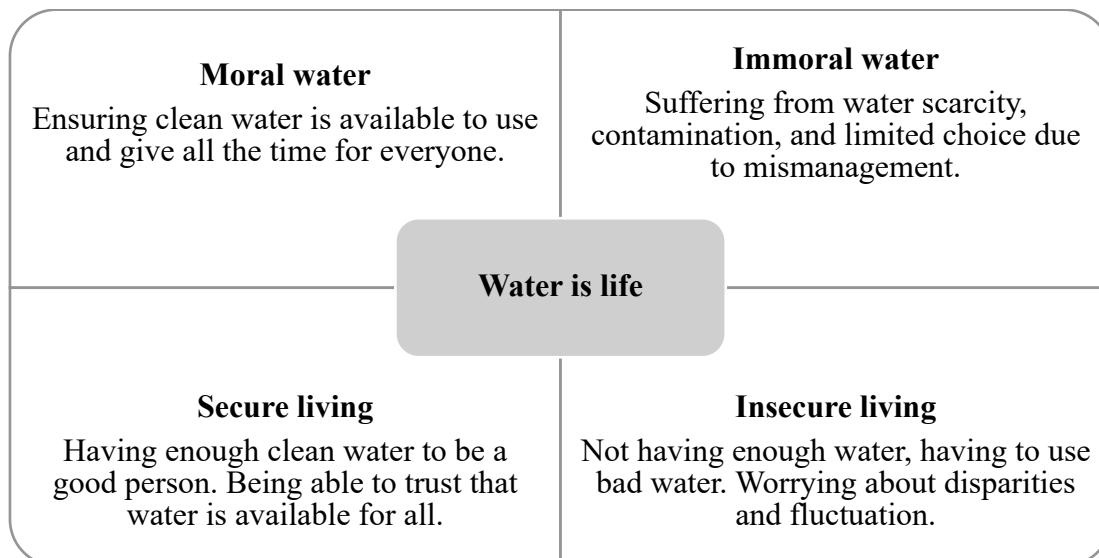 Moral water
Ensuring clean water is available to use
and give all the time for everyone.
Immoral water
Suffering from water scarcity,
contamination, and limited choice due
to mismanagement.
Water is life
Secure living
Having enough clean water to be a
good person. Being able to trust that
water is available for all.
Insecure living
Not having enough water, having to use
bad water. Worrying about disparities
and fluctuation.